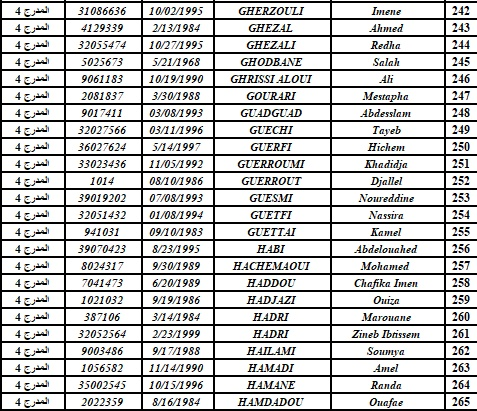 المدرج 4 31086636 10/02/1995 GHERZOULI Imene 242
المدرج 4 4129339 2/13/1984 GHEZAL Ahmed 243
المدرج 4 32055474 10/27/1995 GHEZALI Redha 244
المدرج 4 5025673 5/21/1968 GHODBANE Salah 245
المدرج 4 9061183 10/19/1990 GHRISSI ALOUI Ali 246
المدرج 4 2081837 3/30/1988 GOURARI Mestapha 247
المدرج 4 9017411 03/08/1993 GUADGUAD Abdesslam 248
المدرج 4 32027566 03/11/1996 GUECHI Tayeb 249
المدرج 4 36027624 5/14/1997 GUERFI Hichem 250
المدرج 4 33023436 11/05/1992 GUERROUMI Khadidja 251
المدرج 4 1014 08/10/1986 GUERROUT Djallel 252
المدرج 4 39019202 07/08/1993 GUESMI Noureddine 253
المدرج 4 32051432 01/08/1994 GUETFI Nassira 254
المدرج 4 941031 09/10/1983 GUETTAI Kamel 255
المدرج 4 39070423 8/23/1995 HABI Abdelouahed 256
المدرج 4 8024317 9/30/1989 HACHEMAOUI Mohamed 257
المدرج 4 7041473 6/20/1989 HADDOU Chafika Imen 258
المدرج 4 1021032 9/19/1986 HADJAZI Ouiza 259
المدرج 4 387106 3/14/1984 HADRI Marouane 260
المدرج 4 32052564 2/23/1999 HADRI Zineb Ibtissem 261
المدرج 4 9003486 9/17/1988 HAILAMI Soumya 262
المدرج 4 1056582 11/14/1990 HAMADI Amel 263
المدرج 4 35002545 10/15/1996 HAMANE Randa 264
المدرج 4 2022359 8/16/1984 HAMDADOU Ouafae 265